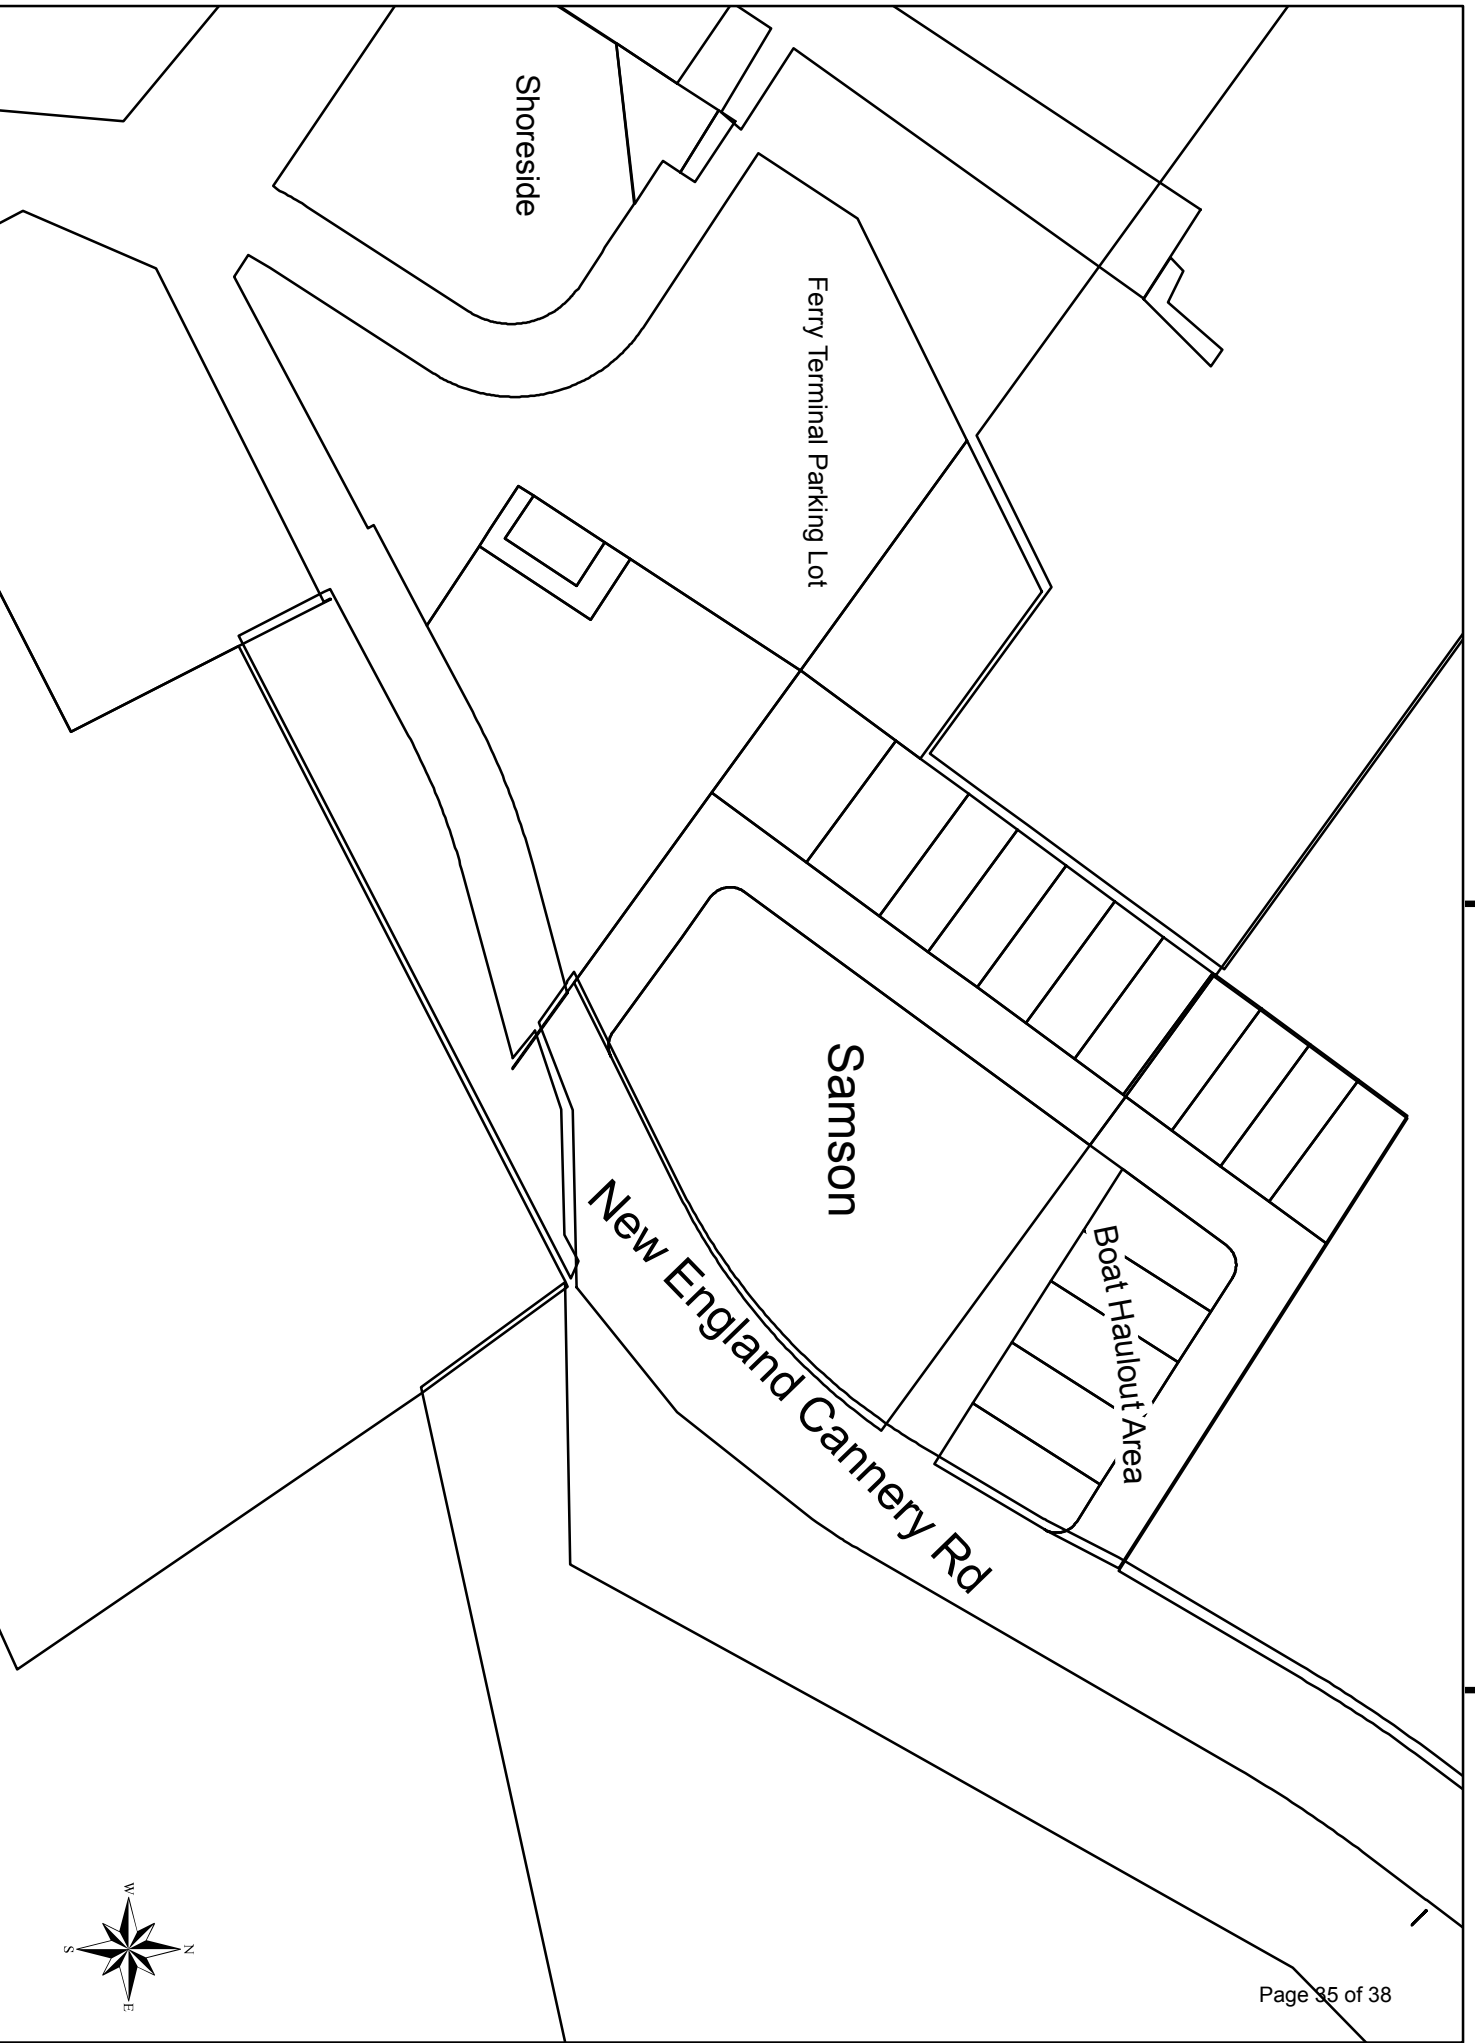 Shoreside
Ferry Terminal Parking Lot
Samson
New England Cannery Rd
Boat Haulout Area
W
N
S
E
Page 35 of 38